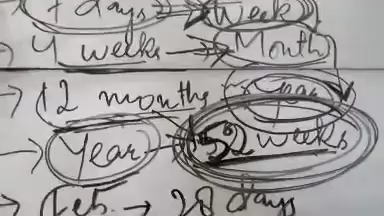 7 days → Week
→ 4 weeks → Month
→ 12 months → Year
→ Year → 52 weeks
→ Feb. → 28 days